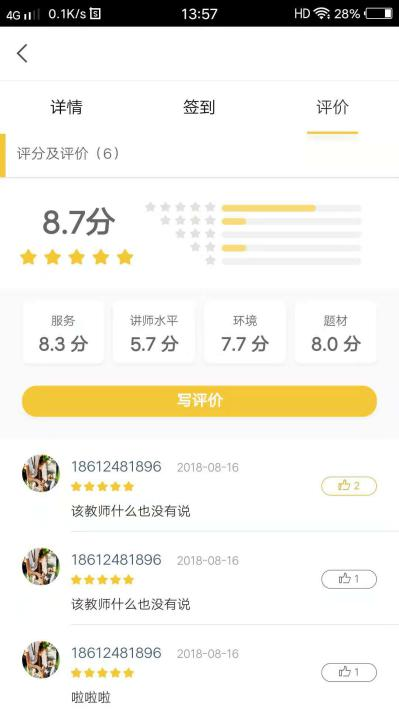 4G 0.1K/s 13:57 HD 28%
详情 签到 评价
评分及评价（6）
8.7分
服务 讲师水平 环境 题材
8.3 分 5.7 分 7.7 分 8.0 分
写评价
18612481896 2018-08-16
2
该教师什么也没有说
18612481896 2018-08-16
1
该教师什么也没有说
18612481896 2018-08-16
1
啦啦啦